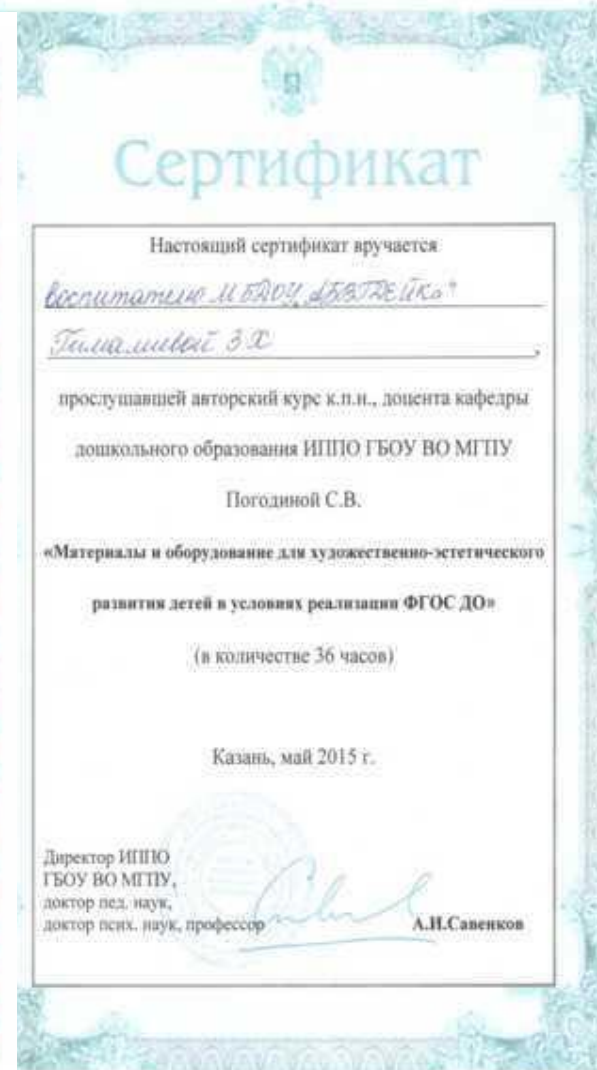 Сертификат
Настоящий сертификат вручается
воспитателю МБДОУ
З Х
прослушавшей авторский курс к.п.н., доцента кафедры
дошкольного образования ИППО ГБОУ ВО МГПУ
Погодиной С.В.
«Материалы и оборудование для художественно-эстетического
развития детей в условиях реализации ФГОС ДО»
(в количестве 36 часов)
Казань, май 2015 г.
Директор ИППО
ГБОУ ВО МГПУ,
доктор пед. наук,
доктор псих. наук, профессор А.И.Савенков